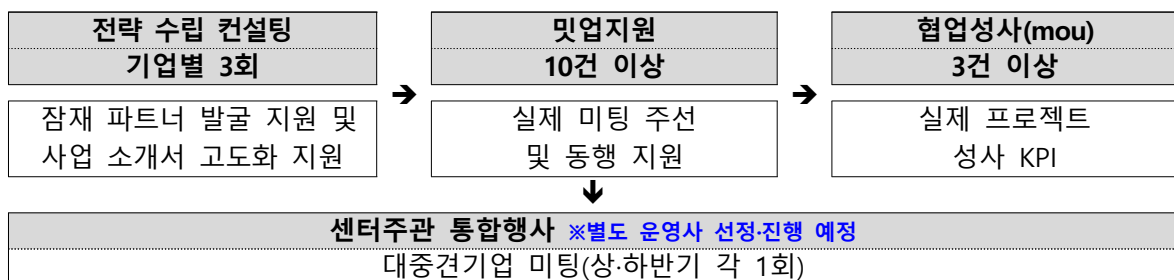 전략 수립 컨설팅
기업별 3회
잠재 파트너 발굴 지원 및
사업 소개서 고도화 지원
➔
밋업지원
10건 이상
실제 미팅 주선
및 동행 지원
➔
협업성사(mou)
3건 이상
실제 프로젝트
성사 KPI
센터주관 통합행사 ※별도 운영사 선정·진행 예정
대중견기업 미팅(상·하반기 각 1회)